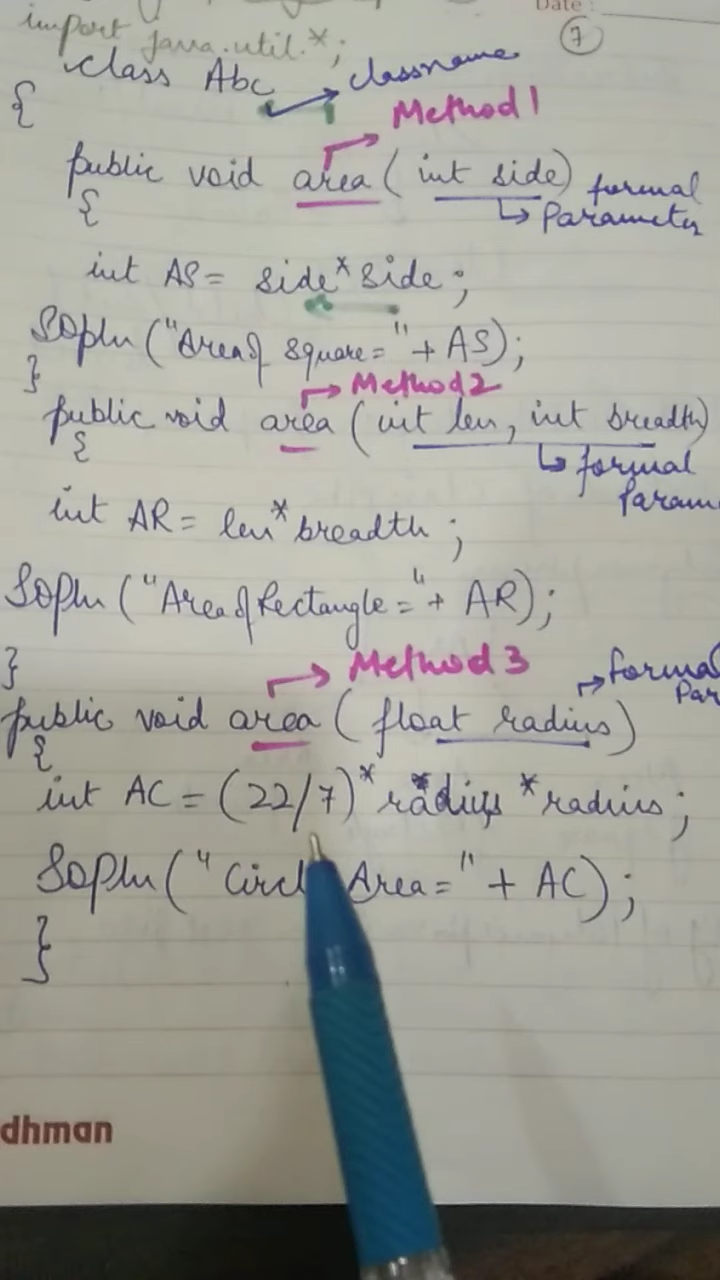 Date :
import java.util.*;
7
class Abc → classname
{
Method 1
public void area ( int side) formal
{ ↳ Parameter
int AS = side * side ;
SOPln ("Area of square = " + AS);
}
Method 2
public void area ( int len, int breadth)
{ ↳ formal
Param
int AR = len * breadth ;
SOPln ("Area of Rectangle = " + AR);
}
Method 3
formal
Par
public void area ( float radius)
{
int AC = (22/7) * radius * radius ;
SOPln (" Circl Area = " + AC) ;
}
dhman